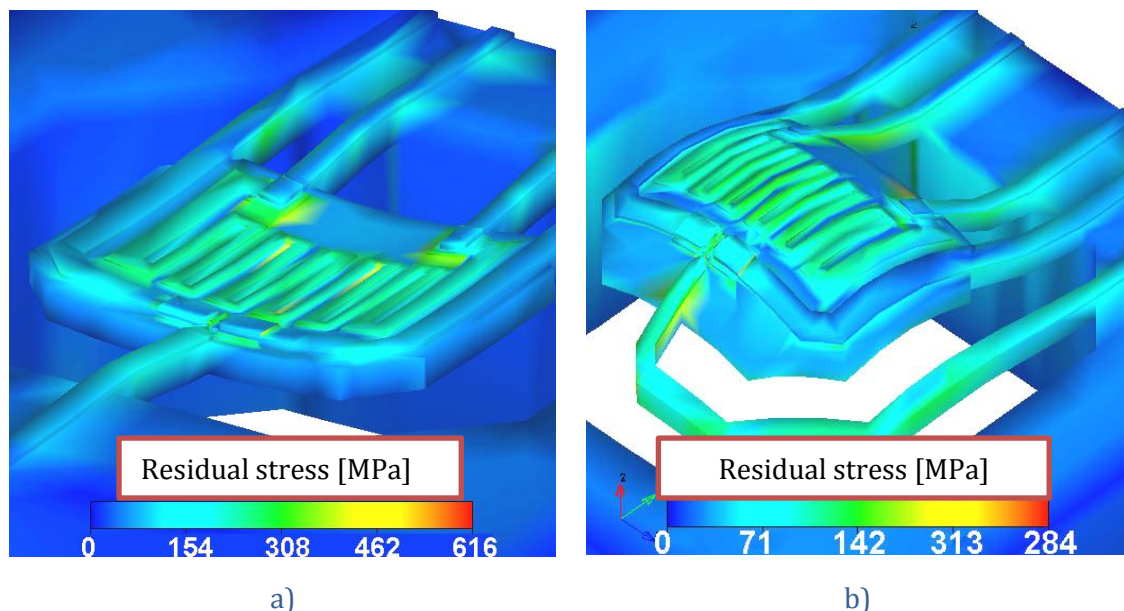 Residual stress [MPa]
0 154 308 462 616
a)
z
Residual stress [MPa]
0 71 142 313 284
b)